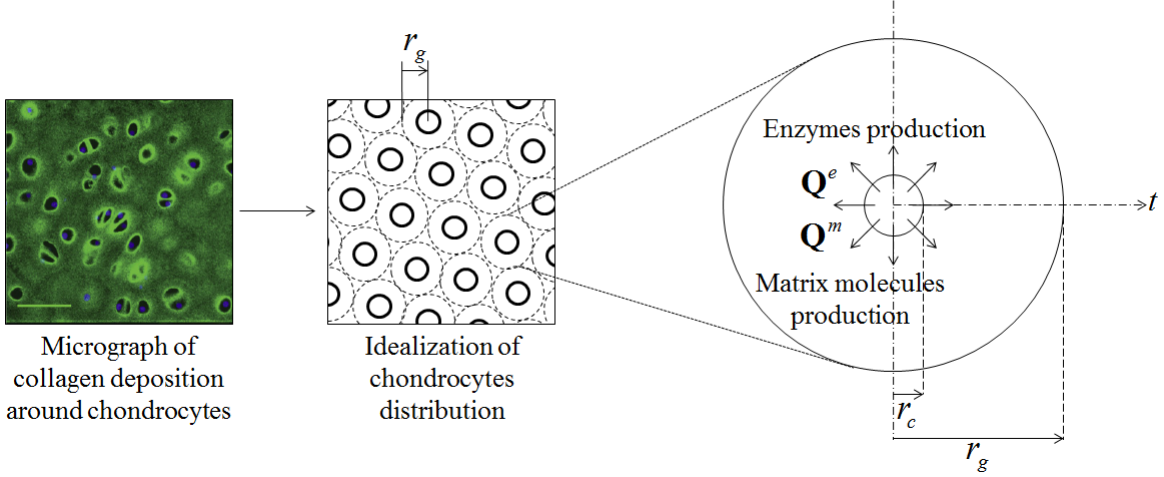 r_g
Enzymes production
Q^e
t
Q^m
Matrix molecules
production
Micrograph of
collagen deposition
around chondrocytes
Idealization of
chondrocytes
distribution
r_c
r_g